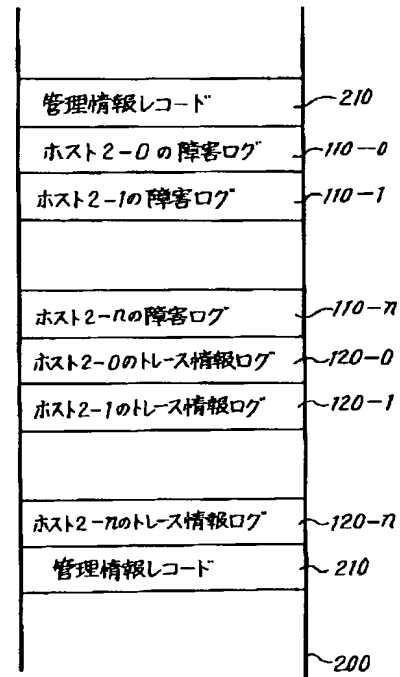 管理情報レコード 210
ホスト2-0の障害ログ 110-0
ホスト2-1の障害ログ 110-1
ホスト2-nの障害ログ 110-n
ホスト2-0のトレース情報ログ 120-0
ホスト2-1のトレース情報ログ 120-1
ホスト2-nのトレース情報ログ 120-n
管理情報レコード 210
200